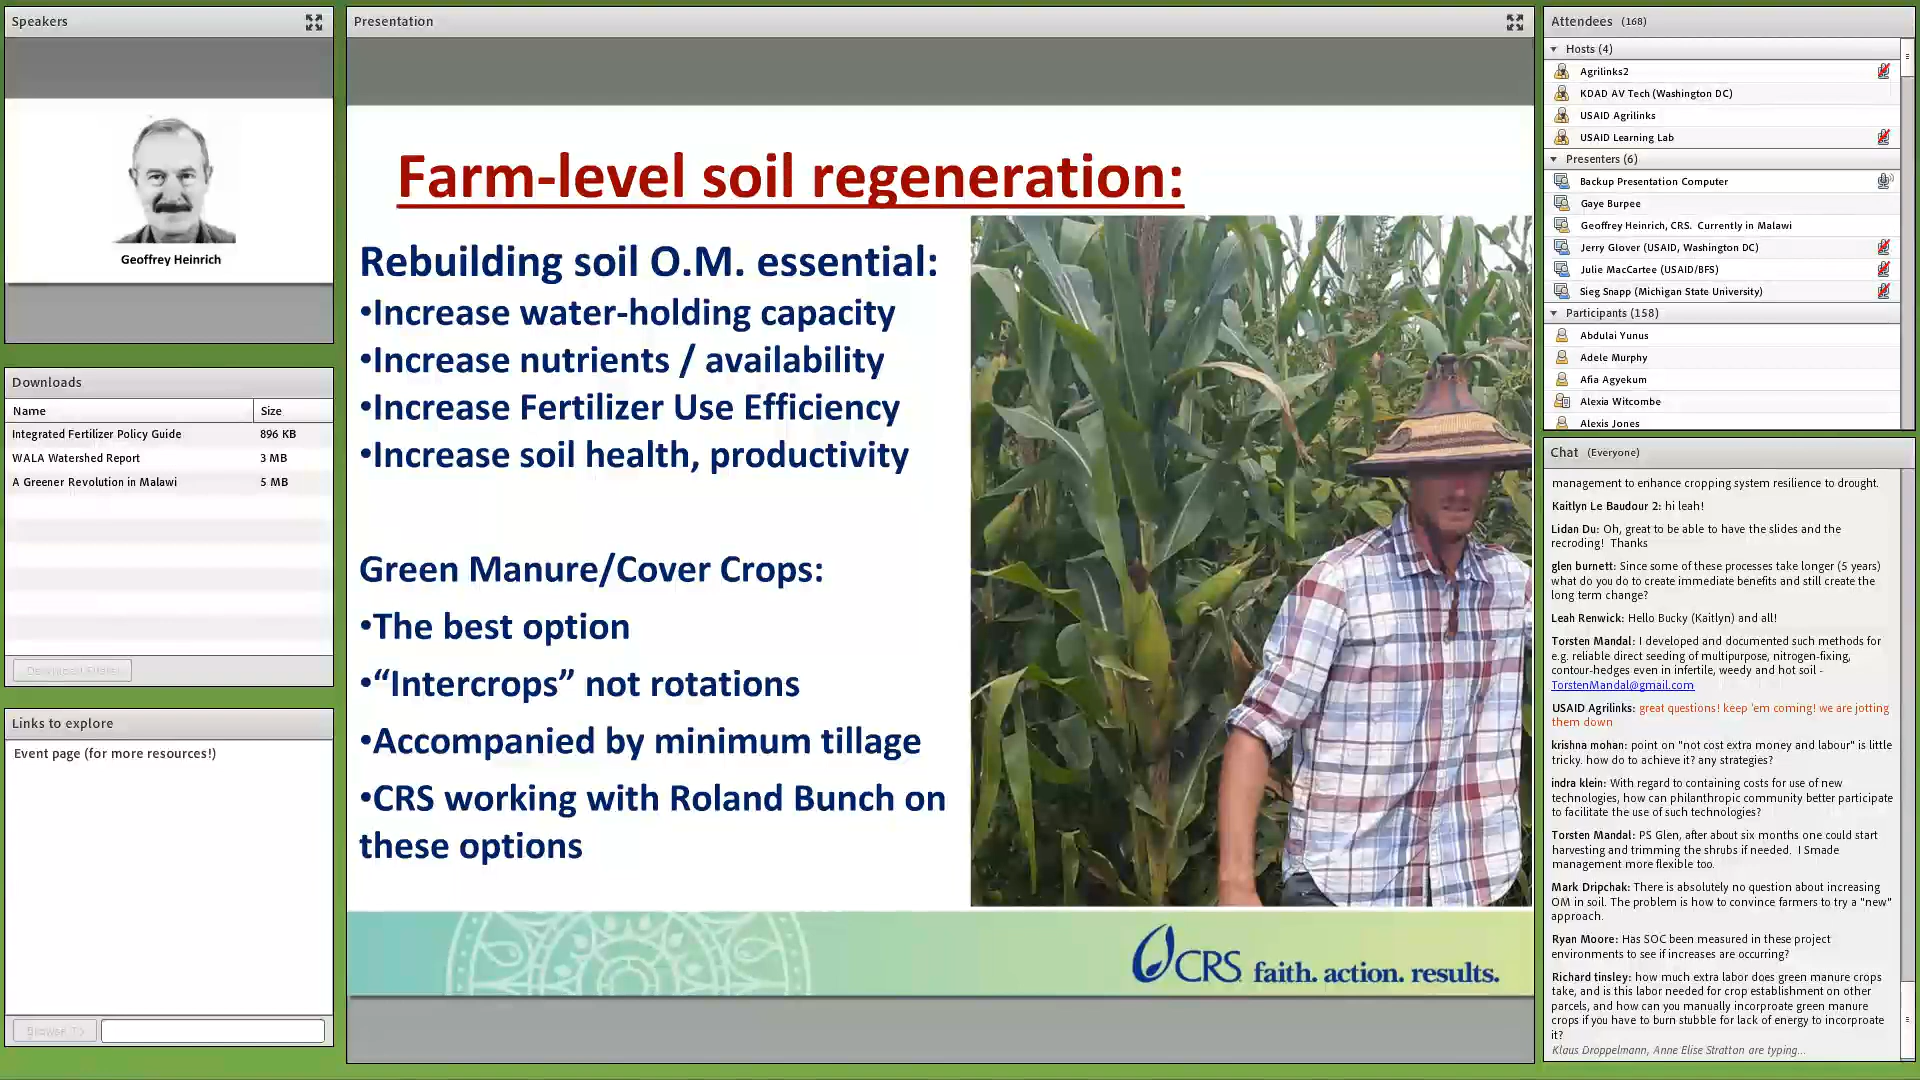 Speakers
Geoffrey Heinrich
Downloads
Name Size
Integrated Fertilizer Policy Guide 896 KB
WALA Watershed Report 3 MB
A Greener Revolution in Malawi 5 MB
Links to explore
Event page (for more resources!)
Browse To
Presentation
Farm-level soil regeneration:
Rebuilding soil O.M. essential:
•Increase water-holding capacity
•Increase nutrients / availability
•Increase Fertilizer Use Efficiency
•Increase soil health, productivity
Green Manure/Cover Crops:
•The best option
•“Intercrops” not rotations
•Accompanied by minimum tillage
•CRS working with Roland Bunch on
these options
CRS faith. action. results.
Attendees (168)
Hosts (4)
Agrilinks2
KDAD AV Tech (Washington DC)
USAID Agrilinks
USAID Learning Lab
Presenters (6)
Backup Presentation Computer
Gaye Burpee
Geoffrey Heinrich, CRS. Currently in Malawi
Jerry Glover (USAID, Washington DC)
Julie MacCartee (USAID/BFS)
Sieg Snapp (Michigan State University)
Participants (158)
Abdulai Yunus
Adele Murphy
Afia Agyekum
Alexia Witcombe
Alexis Jones
Chat (Everyone)
management to enhance cropping system resilience to drought.
Kaitlyn Le Baudour 2: hi leah!
Lidan Du: Oh, great to be able to have the slides and the
recroding! Thanks
glen burnett: Since some of these processes take longer (5 years)
what do you do to create immediate benefits and still create the
long term change?
Leah Renwick: Hello Bucky (Kaitlyn) and all!
Torsten Mandal: I developed and documented such methods for
e.g. reliable direct seeding of multipurpose, nitrogen-fixing,
contour-hedges even in infertile, weedy and hot soil -
TorstenMandal@gmail.com
USAID Agrilinks: great questions! keep 'em coming! we are jotting
them down
krishna mohan: point on "not cost extra money and labour" is little
tricky. how do to achieve it? any strategies?
indra klein: With regard to containing costs for use of new
technologies, how can philanthropic community better participate
to facilitate the use of such technologies?
Torsten Mandal: PS Glen, after about six months one could start
harvesting and trimming the shrubs if needed. I Smade
management more flexible too.
Mark Dripchak: There is absolutely no question about increasing
OM in soil. The problem is how to convince farmers to try a "new"
approach.
Ryan Moore: Has SOC been measured in these project
environments to see if increases are occurring?
Richard tinsley: how much extra labor does green manure crops
take, and is this labor needed for crop establishment on other
parcels, and how can you manually incorproate green manure
crops if you have to burn stubble for lack of energy to incorproate
it?
Klaus Droppelmann, Anne Elise Stratton are typing...